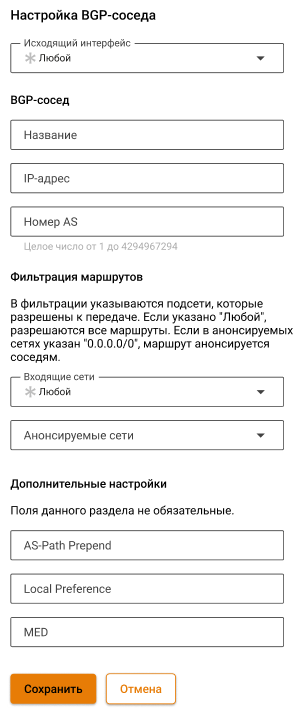 Настройка BGP-соседа
Исходящий интерфейс
Любой
BGP-сосед
Название
IP-адрес
Номер AS
Целое число от 1 до 4294967294
Фильтрация маршрутов
В фильтрации указываются подсети, которые
разрешены к передаче. Если указано "Любой",
разрешаются все маршруты. Если в анонсируемых
сетях указан "0.0.0.0/0", маршрут анонсируется
соседям.
Входящие сети
Любой
Анонсируемые сети
Дополнительные настройки
Поля данного раздела не обязательные.
AS-Path Prepend
Local Preference
MED
Сохранить
Отмена